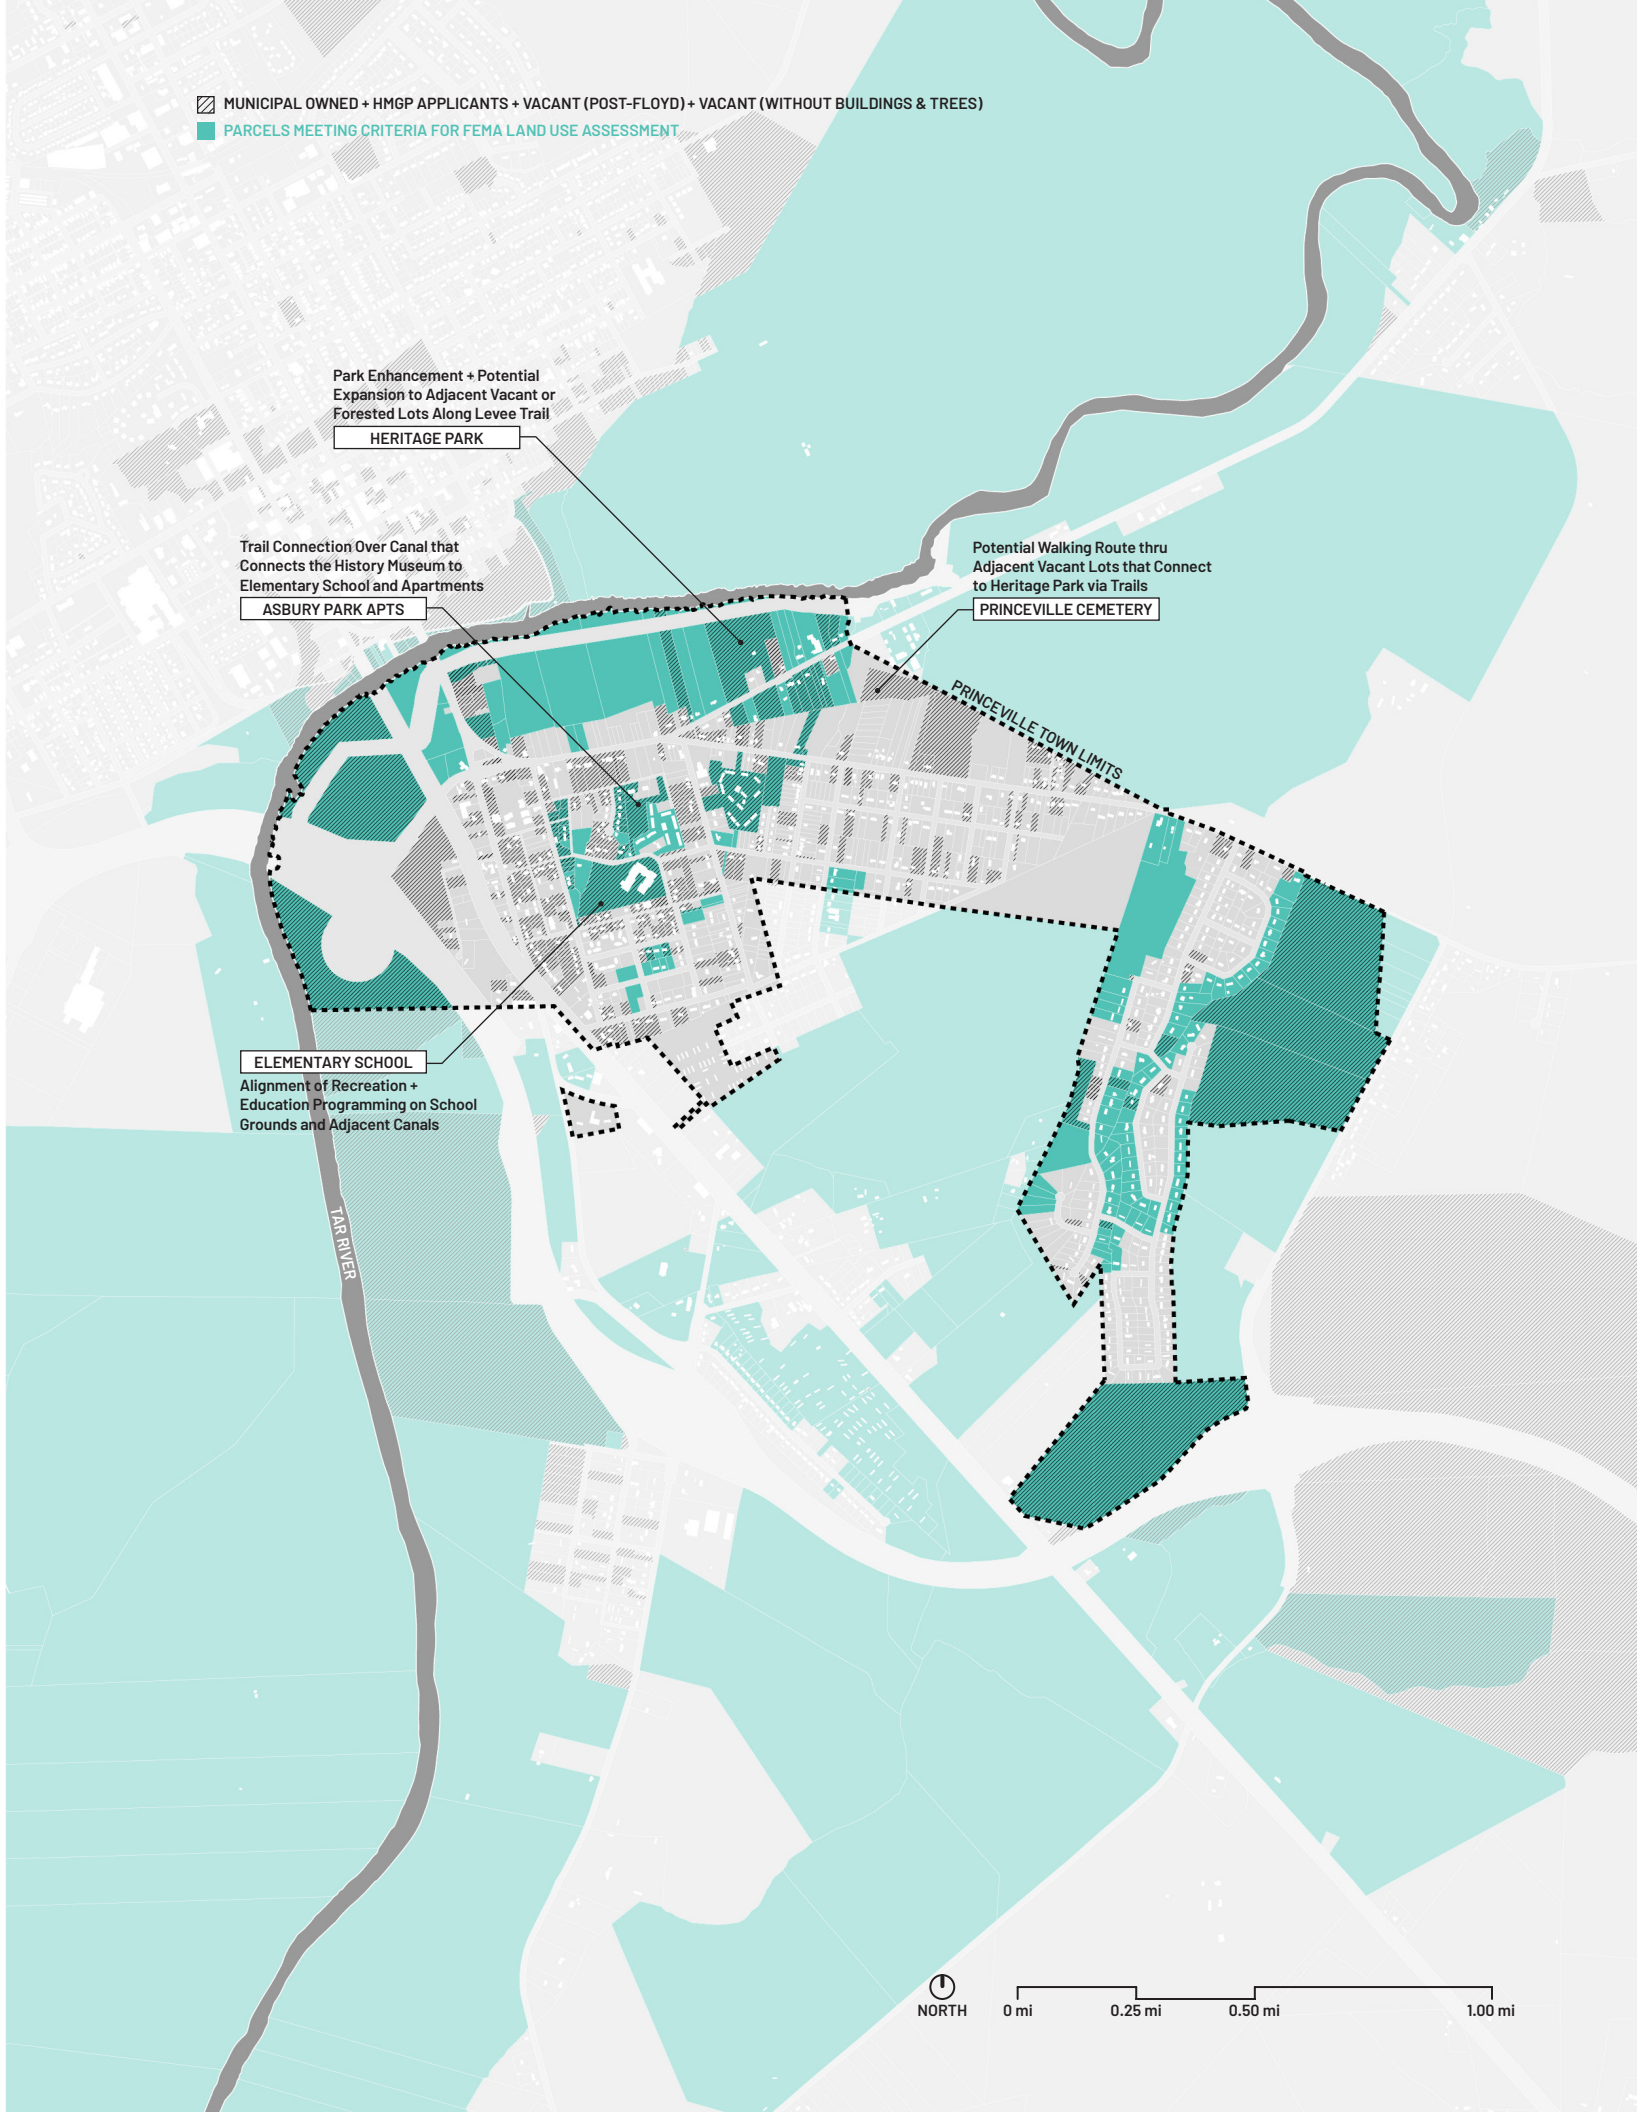 MUNICIPAL OWNED + HMGP APPLICANTS + VACANT (POST-FLOYD) + VACANT (WITHOUT BUILDINGS & TREES)
PARCELS MEETING CRITERIA FOR FEMA LAND USE ASSESSMENT
Park Enhancement + Potential
Expansion to Adjacent Vacant or
Forested Lots Along Levee Trail
HERITAGE PARK
Trail Connection Over Canal that
Connects the History Museum to
Elementary School and Apartments
ASBURY PARK APTS
Potential Walking Route thru
Adjacent Vacant Lots that Connect
to Heritage Park via Trails
PRINCEVILLE CEMETERY
PRINCEVILLE TOWN LIMITS
ELEMENTARY SCHOOL
Alignment of Recreation +
Education Programming on School
Grounds and Adjacent Canals
TAR RIVER
NORTH
0 mi
0.25 mi
0.50 mi
1.00 mi